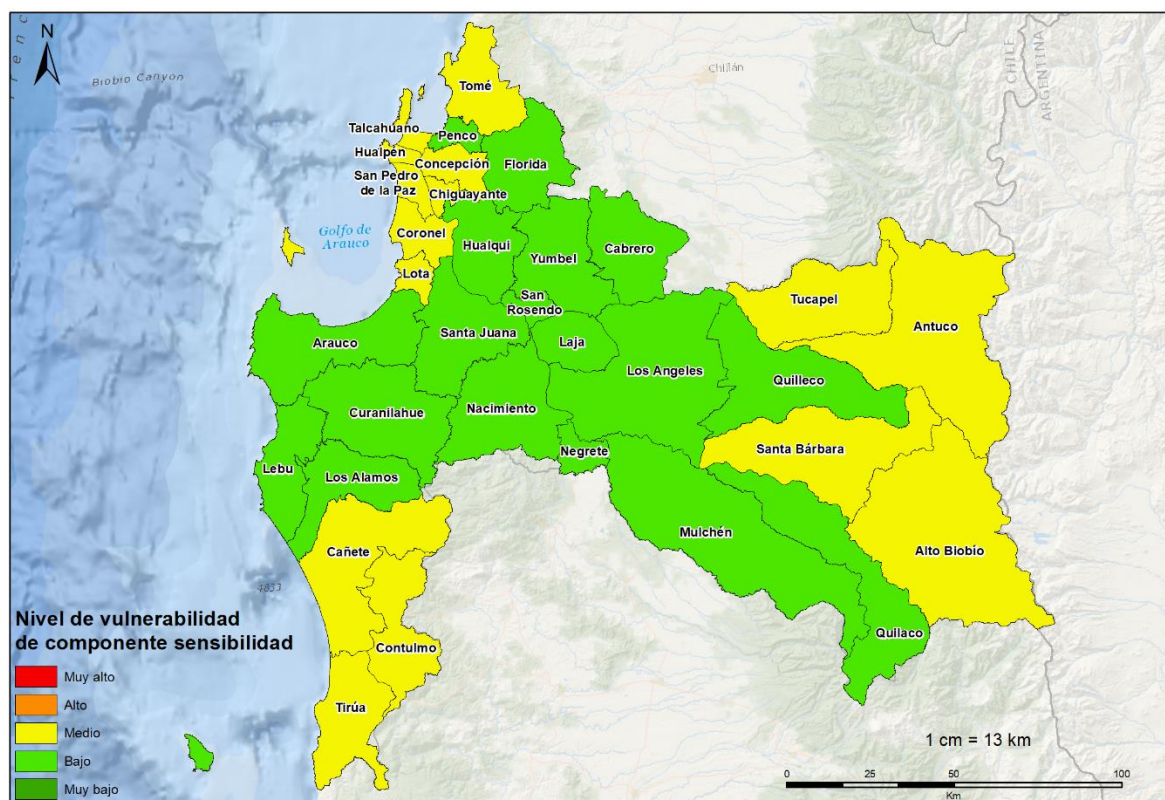 N
Biobio Canyon
Chillán
CHILE
ARGENTINA
Tomé
Talcahuano
Penco
Hualpén
Concepción
Florida
San Pedro
de la Paz
Chiguayante
Golfo de
Arauco
Coronel
Hualqui
Yumbel
Cabrero
Lota
San
Rosendo
Tucapel
Antuco
Arauco
Santa Juana
Laja
Los Angeles
Quilleco
Curanilahue
Nacimiento
Negrete
Santa Bárbara
Lebu
Los Alamos
Mulchén
Cañete
Alto Biobío
4833
Contulmo
Quilaco
Tirúa
Nivel de vulnerabilidad
de componente sensibilidad
Muy alto
Alto
Medio
Bajo
Muy bajo
1 cm = 13 km
0 25 50 100
Km